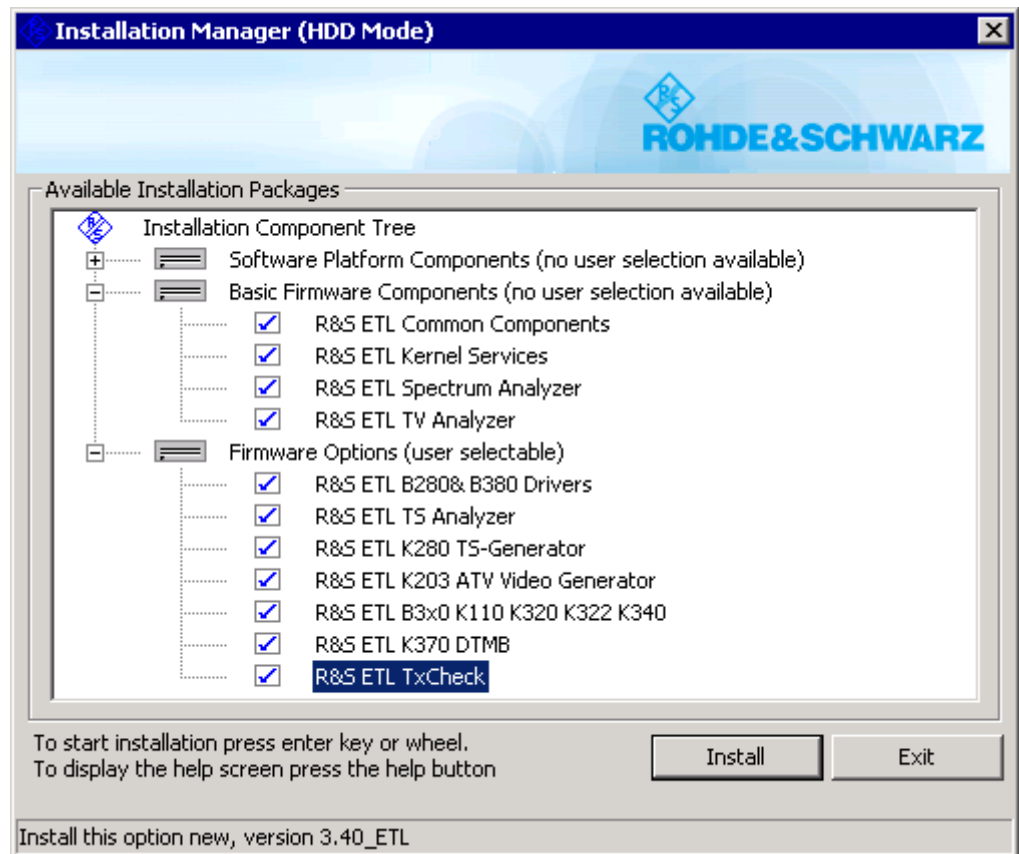 Installation Manager (HDD Mode)
R&S
ROHDE&SCHWARZ
Available Installation Packages
Installation Component Tree
Software Platform Components (no user selection available)
Basic Firmware Components (no user selection available)
R&S ETL Common Components
R&S ETL Kernel Services
R&S ETL Spectrum Analyzer
R&S ETL TV Analyzer
Firmware Options (user selectable)
R&S ETL B280& B380 Drivers
R&S ETL TS Analyzer
R&S ETL K280 TS-Generator
R&S ETL K203 ATV Video Generator
R&S ETL B3x0 K110 K320 K322 K340
R&S ETL K370 DTMB
R&S ETL TxCheck
To start installation press enter key or wheel.
To display the help screen press the help button
Install
Exit
Install this option new, version 3.40_ETL